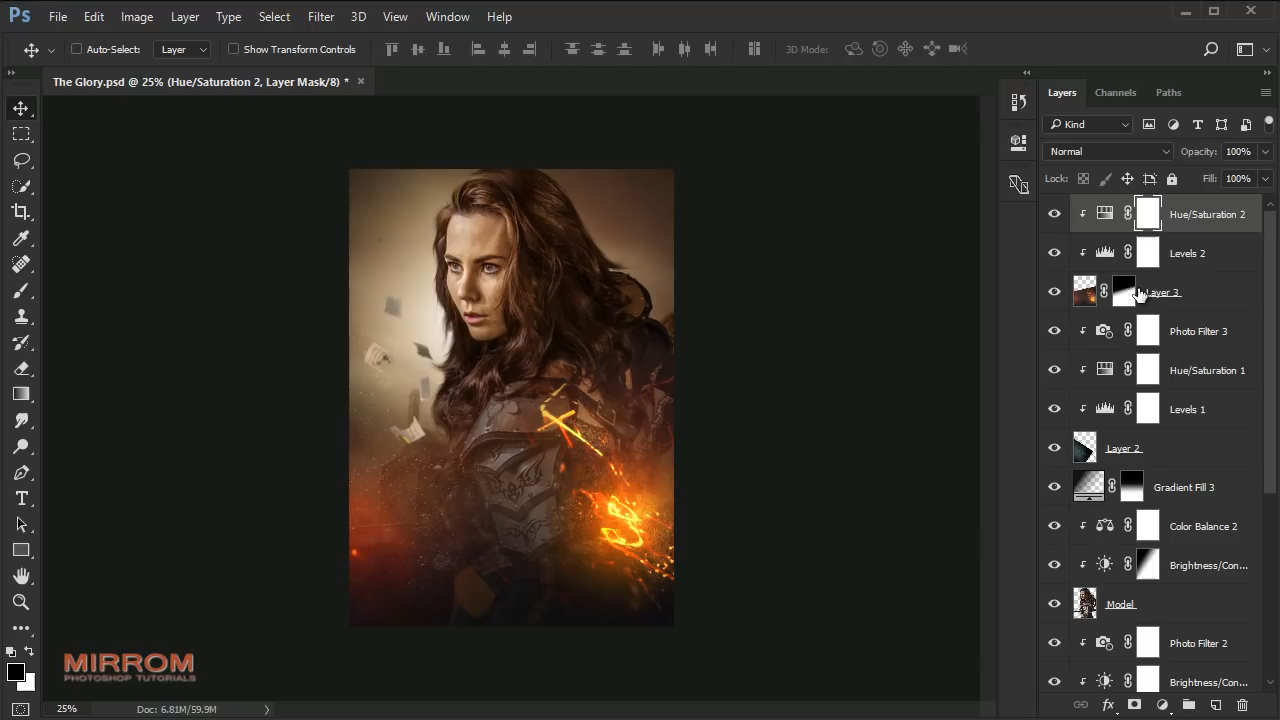 Ps File Edit Image Layer Type Select Filter 3D View Window Help
Auto-Select: Layer Show Transform Controls 3D Mode:
The Glory.psd @ 25% (Hue/Saturation 2, Layer Mask/8) * ×
Layers Channels Paths
Kind
Normal Opacity: 100%
Lock: Fill: 100%
Hue/Saturation 2
Levels 2
Layer 3
Photo Filter 3
Hue/Saturation 1
Levels 1
Layer 2
Gradient Fill 3
Color Balance 2
Brightness/Con...
Model
Photo Filter 2
Brightness/Con...
MIRROM
PHOTOSHOP TUTORIALS
25% Doc: 6.81M/59.9M
fx